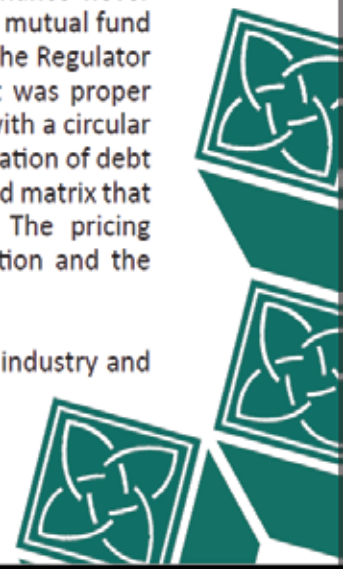 mutual fund
he Regulator
was proper
with a circular
ation of debt
d matrix that
The pricing
tion and the
industry and